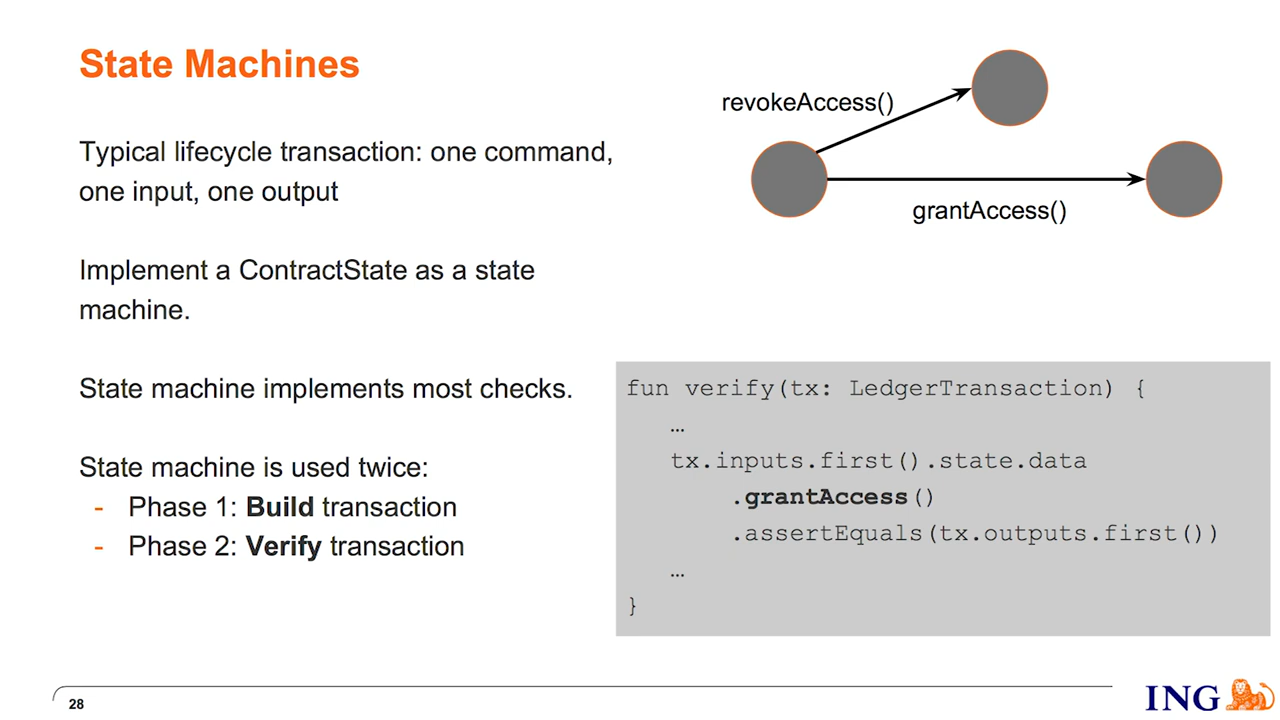 State Machines
revokeAccess()
grantAccess()
Typical lifecycle transaction: one command,
one input, one output
Implement a ContractState as a state
machine.
State machine implements most checks.
State machine is used twice:
- Phase 1: Build transaction
- Phase 2: Verify transaction
fun verify(tx: LedgerTransaction) {
…
tx.inputs.first().state.data
.grantAccess()
.assertEquals(tx.outputs.first())
…
}
28
ING